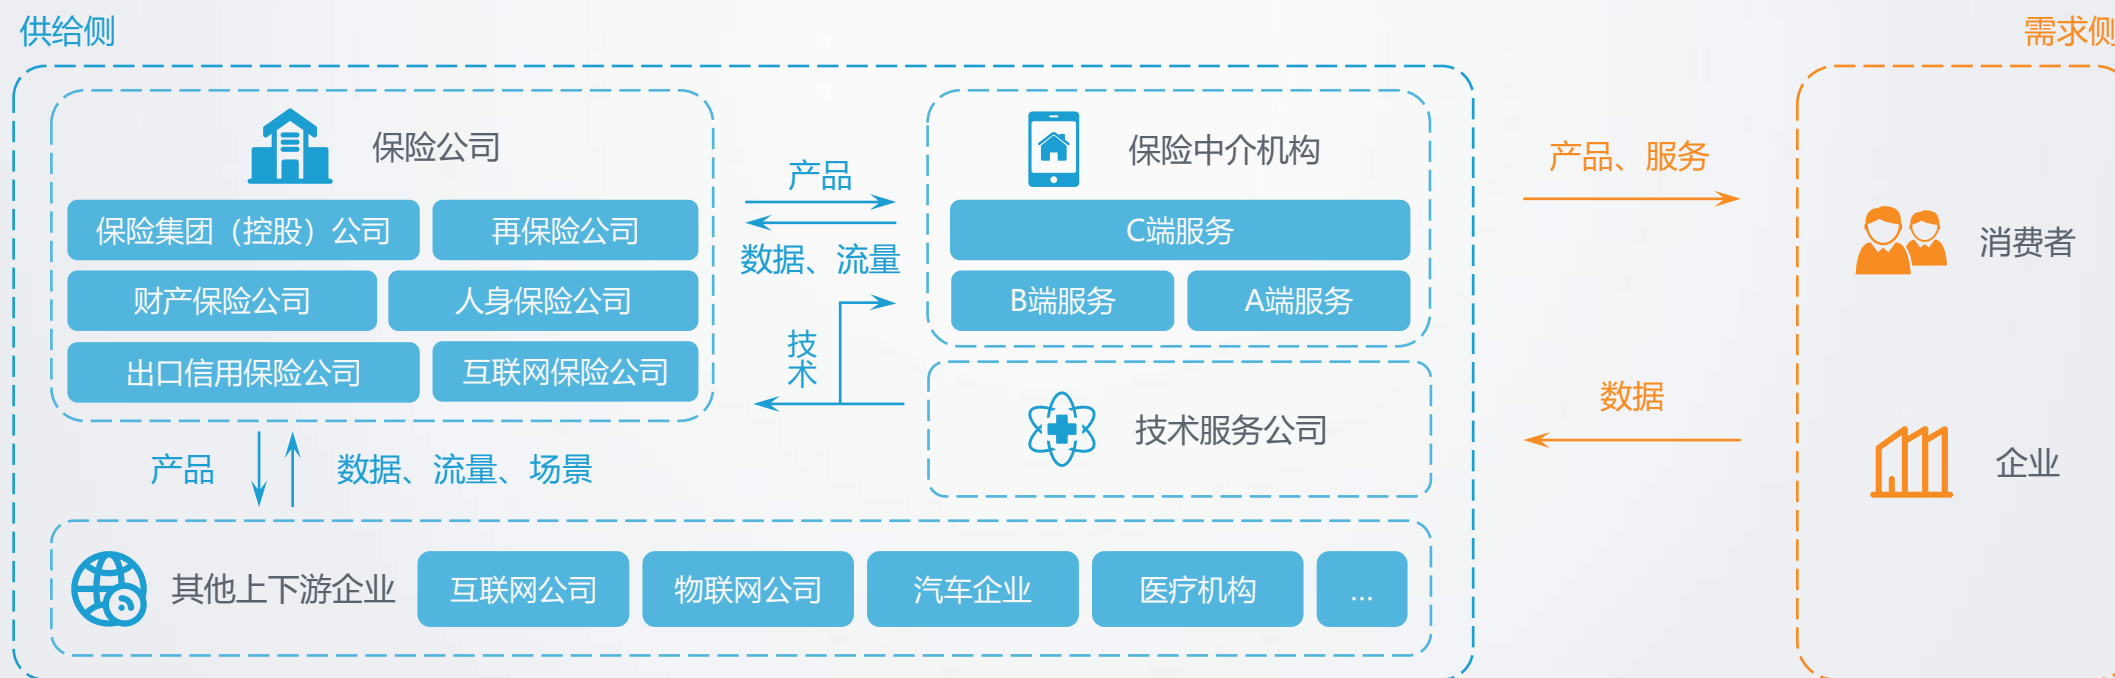 供给侧
需求侧
保险公司
保险集团（控股）公司
再保险公司
财产保险公司
人身保险公司
出口信用保险公司
互联网保险公司
产品
数据、流量
技术
保险中介机构
C端服务
B端服务
A端服务
技术服务公司
产品
数据、流量、场景
其他上下游企业
互联网公司
物联网公司
汽车企业
医疗机构
...
产品、服务
数据
消费者
企业